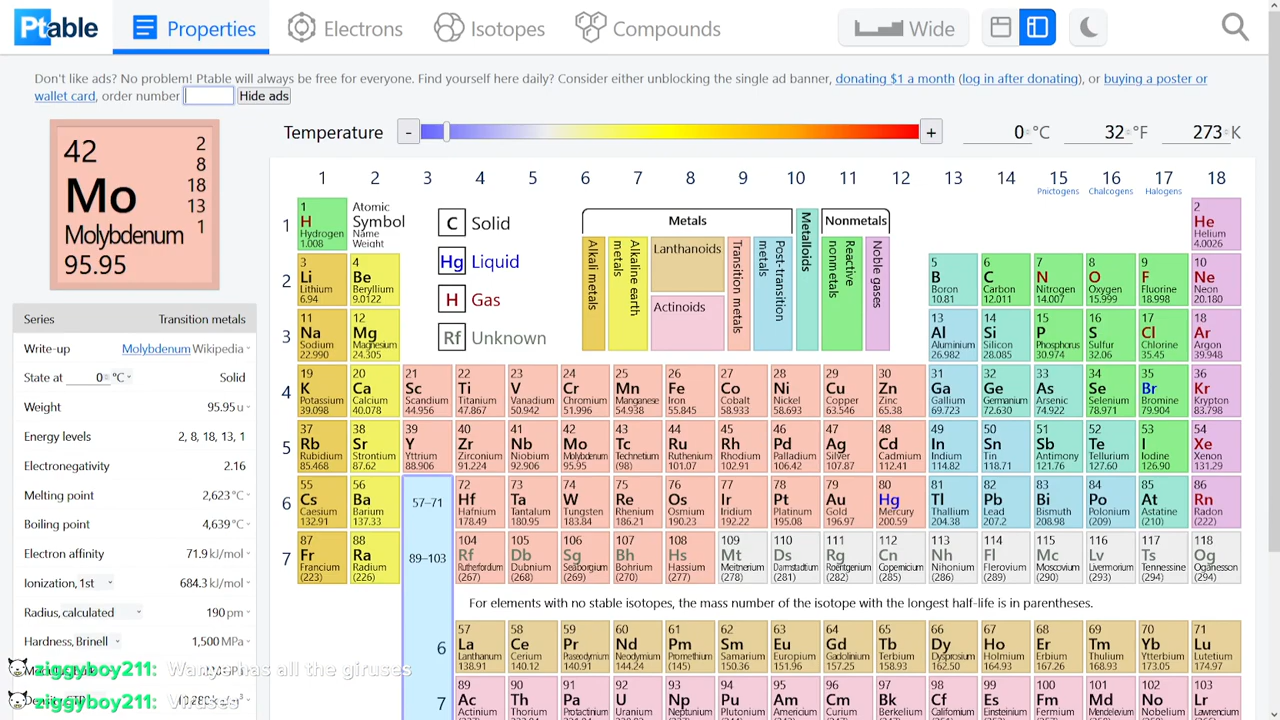 Ptable Properties Electrons Isotopes Compounds Wide
Don't like ads? No problem! Ptable will always be free for everyone. Find yourself here daily? Consider either unblocking the single ad banner, donating $1 a month (log in after donating), or buying a poster or
wallet card, order number Hide ads
42 2
8
Mo 18
13
Molybdenum 1
95.95
Temperature - + 0 °C 32 °F 273 K
Series Transition metals
Write-up Molybdenum Wikipedia
State at 0 °C Solid
Weight 95.95 u
Energy levels 2, 8, 18, 13, 1
Electronegativity 2.16
Melting point 2,623 °C
Boiling point 4,639 °C
Electron affinity 71.9 kJ/mol
Ionization, 1st 684.3 kJ/mol
Radius, calculated 190 pm
Hardness, Brinell 1,500 MPa
ziggyboy211: Wany has all the giruses
ziggyboy211: Viruses
1 2 3 4 5 6 7 8 9 10 11 12 13 14 15 16 17 18
Pnictogens Chalcogens Halogens
Atomic
Symbol
Name
Weight
C Solid
Hg Liquid
H Gas
Rf Unknown
Metals Metalloids Nonmetals
Alkali metals
Alkaline earth metals
Lanthanoids
Actinoids
Transition metals
Post-transition metals
Reactive nonmetals
Noble gases
1
1 H Hydrogen 1.008
2 He Helium 4.0026
2
3 Li Lithium 6.94
4 Be Beryllium 9.0122
5 B Boron 10.81
6 C Carbon 12.011
7 N Nitrogen 14.007
8 O Oxygen 15.999
9 F Fluorine 18.998
10 Ne Neon 20.180
3
11 Na Sodium 22.990
12 Mg Magnesium 24.305
13 Al Aluminium 26.982
14 Si Silicon 28.085
15 P Phosphorus 30.974
16 S Sulfur 32.06
17 Cl Chlorine 35.45
18 Ar Argon 39.948
4
19 K Potassium 39.098
20 Ca Calcium 40.078
21 Sc Scandium 44.956
22 Ti Titanium 47.867
23 V Vanadium 50.942
24 Cr Chromium 51.996
25 Mn Manganese 54.938
26 Fe Iron 55.845
27 Co Cobalt 58.933
28 Ni Nickel 58.693
29 Cu Copper 63.546
30 Zn Zinc 65.38
31 Ga Gallium 69.723
32 Ge Germanium 72.630
33 As Arsenic 74.922
34 Se Selenium 78.971
35 Br Bromine 79.904
36 Kr Krypton 83.798
5
37 Rb Rubidium 85.468
38 Sr Strontium 87.62
39 Y Yttrium 88.906
40 Zr Zirconium 91.224
41 Nb Niobium 92.906
42 Mo Molybdenum 95.95
43 Tc Technetium (98)
44 Ru Ruthenium 101.07
45 Rh Rhodium 102.91
46 Pd Palladium 106.42
47 Ag Silver 107.87
48 Cd Cadmium 112.41
49 In Indium 114.82
50 Sn Tin 118.71
51 Sb Antimony 121.76
52 Te Tellurium 127.60
53 I Iodine 126.90
54 Xe Xenon 131.29
6
55 Cs Caesium 132.91
56 Ba Barium 137.33
57–71
72 Hf Hafnium 178.49
73 Ta Tantalum 180.95
74 W Tungsten 183.84
75 Re Rhenium 186.21
76 Os Osmium 190.23
77 Ir Iridium 192.22
78 Pt Platinum 195.08
79 Au Gold 196.97
80 Hg Mercury 200.59
81 Tl Thallium 204.38
82 Pb Lead 207.2
83 Bi Bismuth 208.98
84 Po Polonium (209)
85 At Astatine (210)
86 Rn Radon (222)
7
87 Fr Francium (223)
88 Ra Radium (226)
89–103
104 Rf Rutherfordium (267)
105 Db Dubnium (268)
106 Sg Seaborgium (269)
107 Bh Bohrium (270)
108 Hs Hassium (277)
109 Mt Meitnerium (278)
110 Ds Darmstadtium (281)
111 Rg Roentgenium (282)
112 Cn Copernicium (285)
113 Nh Nihonium (286)
114 Fl Flerovium (289)
115 Mc Moscovium (290)
116 Lv Livermorium (293)
117 Ts Tennessine (294)
118 Og Oganesson (294)
For elements with no stable isotopes, the mass number of the isotope with the longest half-life is in parentheses.
6
57 La Lanthanum 138.91
58 Ce Cerium 140.12
59 Pr Praseodymium 140.91
60 Nd Neodymium 144.24
61 Pm Promethium (145)
62 Sm Samarium 150.36
63 Eu Europium 151.96
64 Gd Gadolinium 157.25
65 Tb Terbium 158.93
66 Dy Dysprosium 162.50
67 Ho Holmium 164.93
68 Er Erbium 167.26
69 Tm Thulium 168.93
70 Yb Ytterbium 173.05
71 Lu Lutetium 174.97
7
89 Ac Actinium
90 Th Thorium
91 Pa Protactinium
92 U Uranium
93 Np Neptunium
94 Pu Plutonium
95 Am Americium
96 Cm Curium
97 Bk Berkelium
98 Cf Californium
99 Es Einsteinium
100 Fm Fermium
101 Md Mendelevium
102 No Nobelium
103 Lr Lawrencium